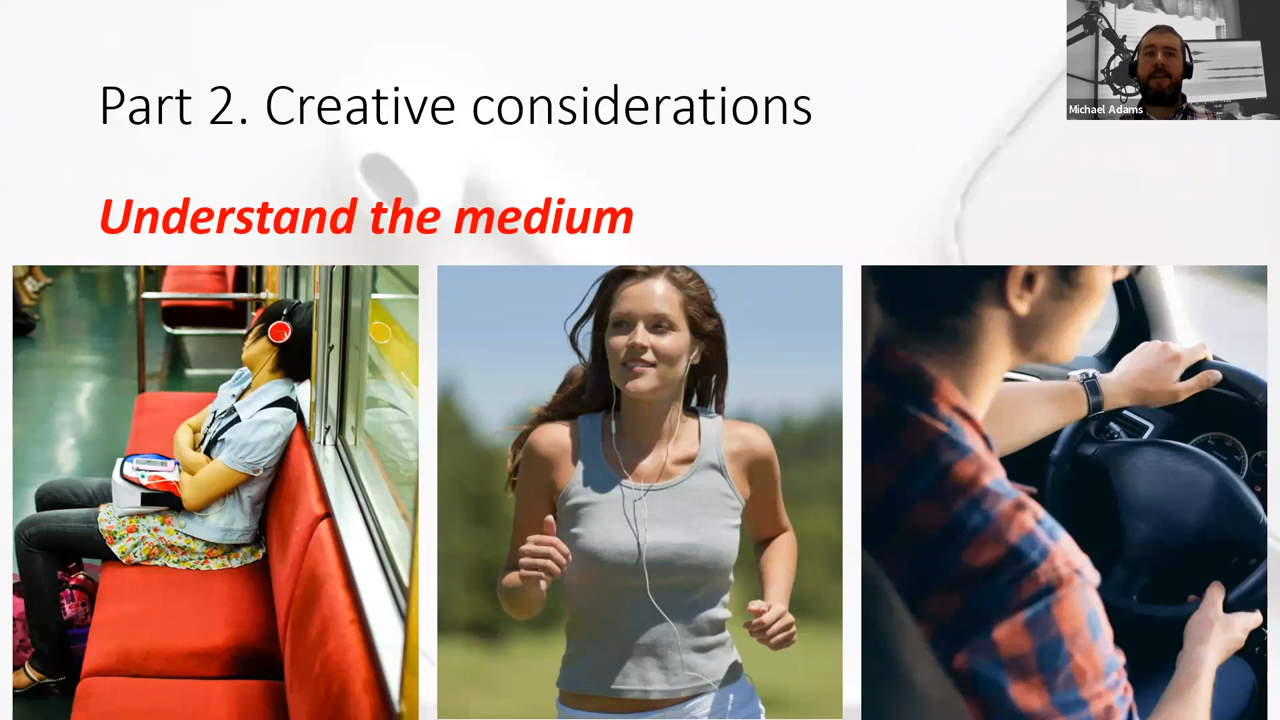 Part 2. Creative considerations
Michael Adams
Understand the medium